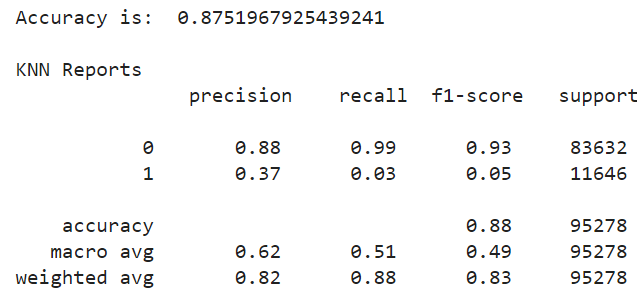 Accuracy is:  0.8751967925439241
KNN Reports
precision    recall  f1-score   support
0       0.88      0.99      0.93     83632
1       0.37      0.03      0.05     11646
accuracy                           0.88     95278
macro avg       0.62      0.51      0.49     95278
weighted avg       0.82      0.88      0.83     95278